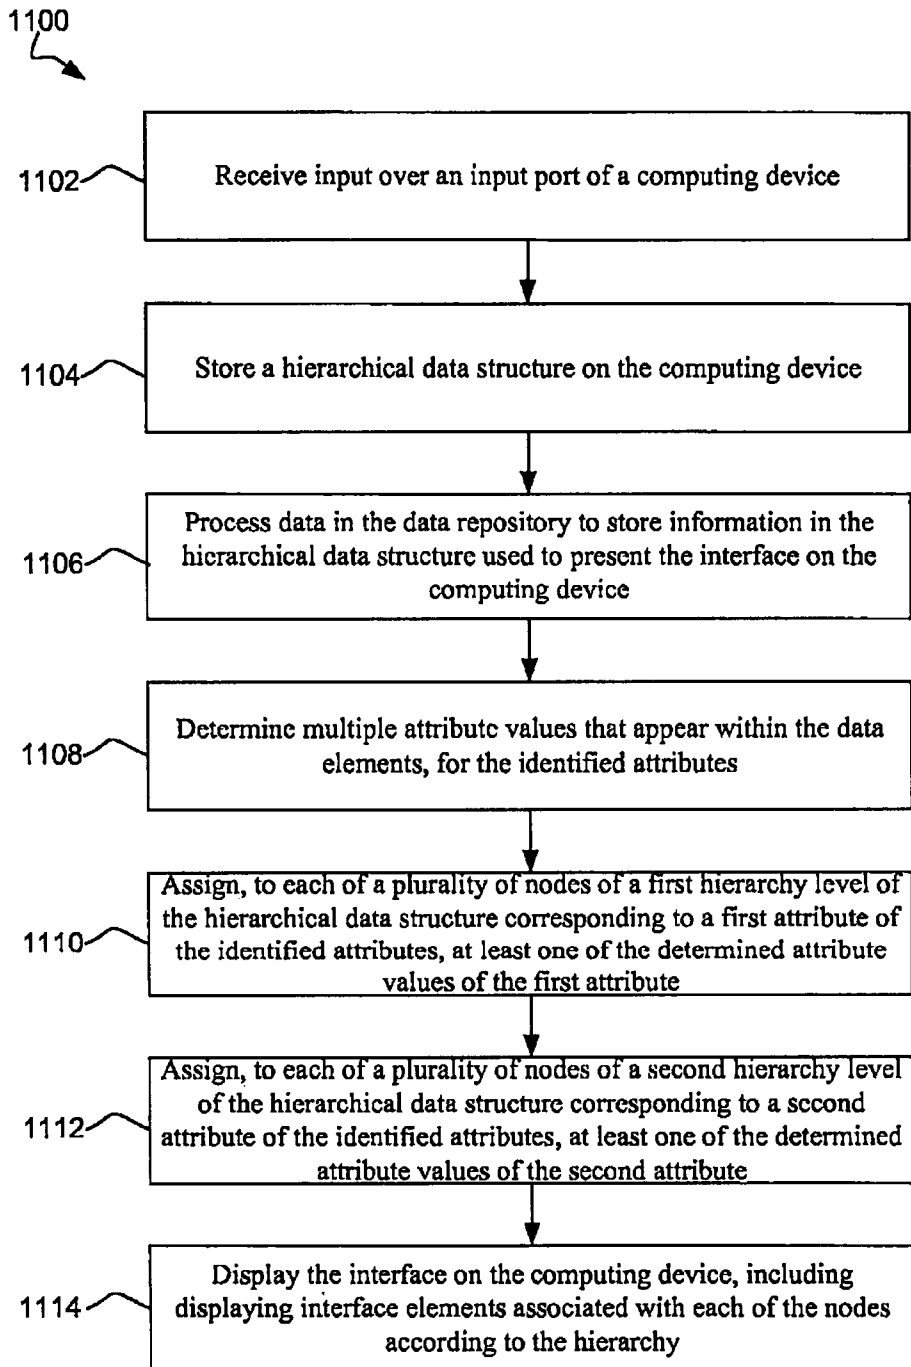 1100
1102
Receive input over an input port of a computing device
1104
Store a hierarchical data structure on the computing device
1106
Process data in the data repository to store information in the
hierarchical data structure used to present the interface on the
computing device
1108
Determine multiple attribute values that appear within the data
elements, for the identified attributes
1110
Assign, to each of a plurality of nodes of a first hierarchy level of
the hierarchical data structure corresponding to a first attribute of
the identified attributes, at least one of the determined attribute
values of the first attribute
1112
Assign, to each of a plurality of nodes of a second hierarchy level
of the hierarchical data structure corresponding to a second
attribute of the identified attributes, at least one of the determined
attribute values of the second attribute
1114
Display the interface on the computing device, including
displaying interface elements associated with each of the nodes
according to the hierarchy